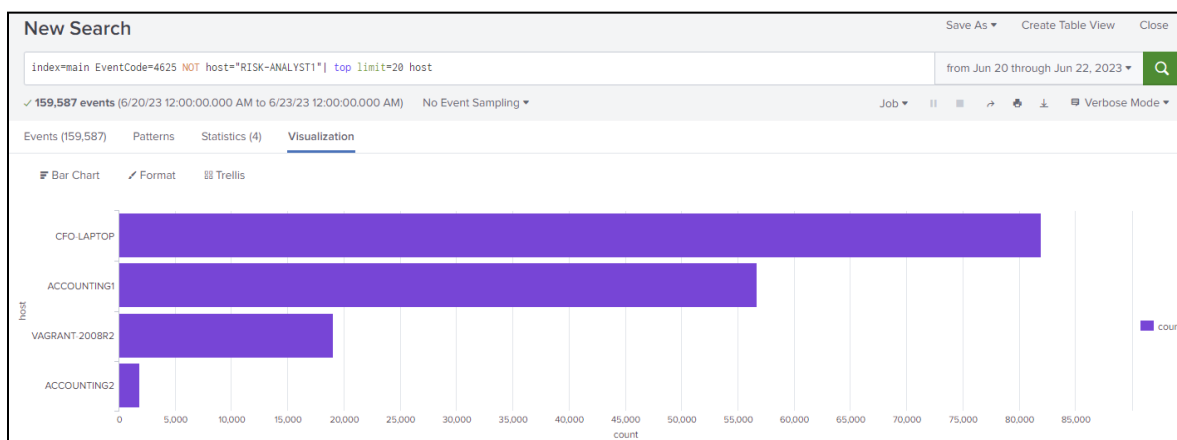 New Search
Save As ▾ Create Table View Close
index=main EventCode=4625 NOT host="RISK-ANALYST1"| top limit=20 host
from Jun 20 through Jun 22, 2023 ▾
✓ 159,587 events (6/20/23 12:00:00.000 AM to 6/23/23 12:00:00.000 AM) No Event Sampling ▾
Job ▾ Verbose Mode ▾
Events (159,587) Patterns Statistics (4) Visualization
Bar Chart Format Trellis
CFO-LAPTOP
ACCOUNTING1
VAGRANT-2008R2
ACCOUNTING2
host
coun
0 5,000 10,000 15,000 20,000 25,000 30,000 35,000 40,000 45,000 50,000 55,000 60,000 65,000 70,000 75,000 80,000 85,000
count